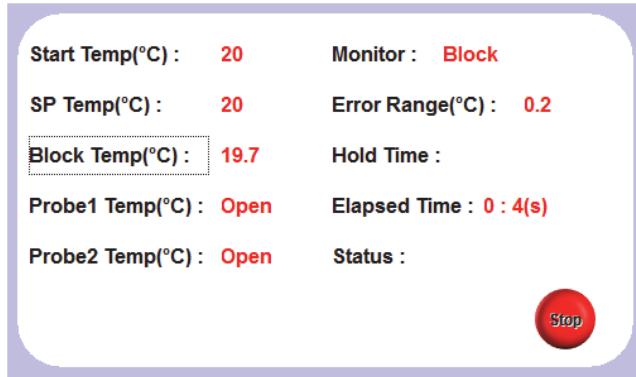 Start Temp(°C) : 20 Monitor : Block
SP Temp(°C) : 20 Error Range(°C) : 0.2
Block Temp(°C) : 19.7 Hold Time :
Probe1 Temp(°C) : Open Elapsed Time : 0 : 4(s)
Probe2 Temp(°C) : Open Status :
Stop